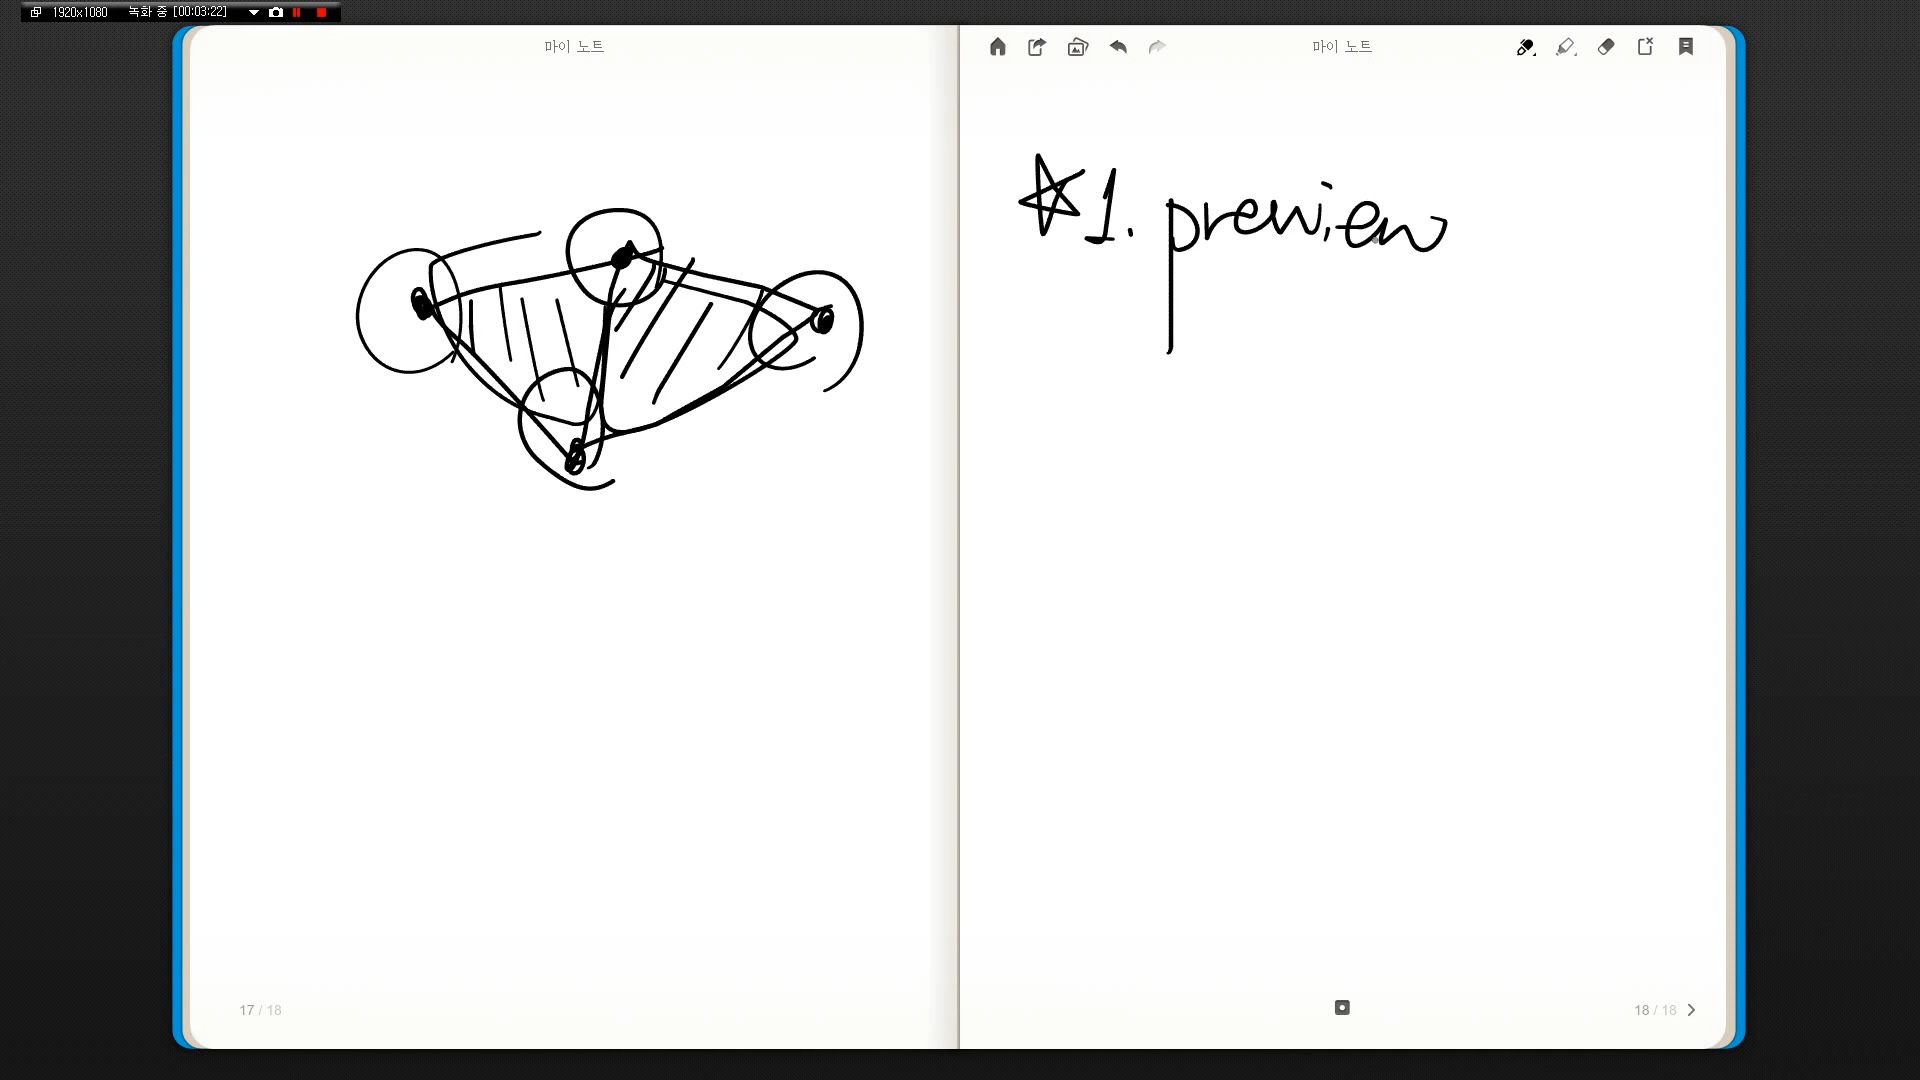 1920x1080 녹화 중 [00:03:22]
마이 노트
마이 노트
1. preview
17 / 18
18 / 18